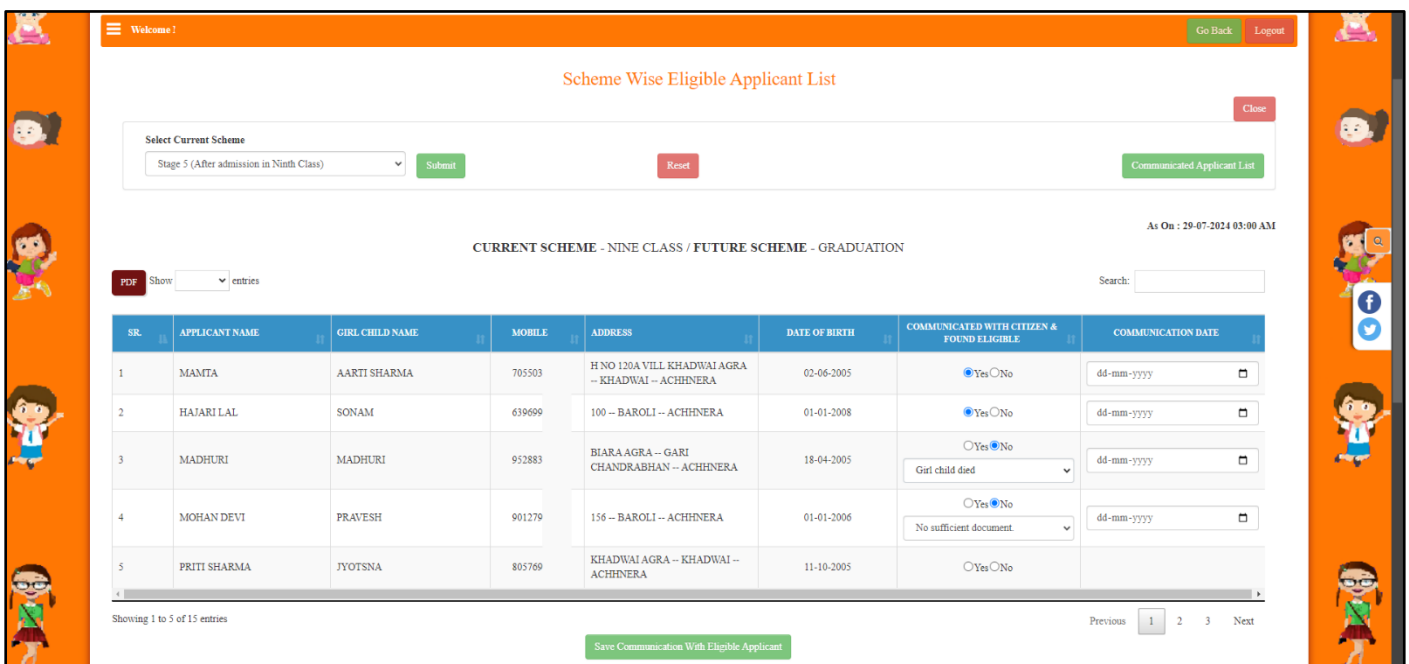 Welcome !
Go Back
Logout
Scheme Wise Eligible Applicant List
Close
Select Current Scheme
Stage 5 (After admission in Ninth Class)
Submit
Reset
Communicated Applicant List
As On : 29-07-2024 03:00 AM
CURRENT SCHEME - NINE CLASS / FUTURE SCHEME - GRADUATION
PDF
Show entries
Search:
SR. APPLICANT NAME GIRL CHILD NAME MOBILE ADDRESS DATE OF BIRTH COMMUNICATED WITH CITIZEN & FOUND ELIGIBLE COMMUNICATION DATE
1 MAMTA AARTI SHARMA 705503 H NO 120A VILL KHADWAI AGRA -- KHADWAI -- ACHHNERA 02-06-2005 Yes No dd-mm-yyyy
2 HAJARI LAL SONAM 639699 100 -- BAROLI -- ACHHNERA 01-01-2008 Yes No dd-mm-yyyy
3 MADHURI MADHURI 952883 BIARA AGRA -- GARI CHANDRABHAN -- ACHHNERA 18-04-2005 Yes No Girl child died dd-mm-yyyy
4 MOHAN DEVI PRAVESH 901279 156 -- BAROLI -- ACHHNERA 01-01-2006 Yes No No sufficient document. dd-mm-yyyy
5 PRITI SHARMA JYOTSNA 805769 KHADWAI AGRA -- KHADWAI -- ACHHNERA 11-10-2005 Yes No
Showing 1 to 5 of 15 entries
Previous 1 2 3 Next
Save Communication With Eligible Applicant